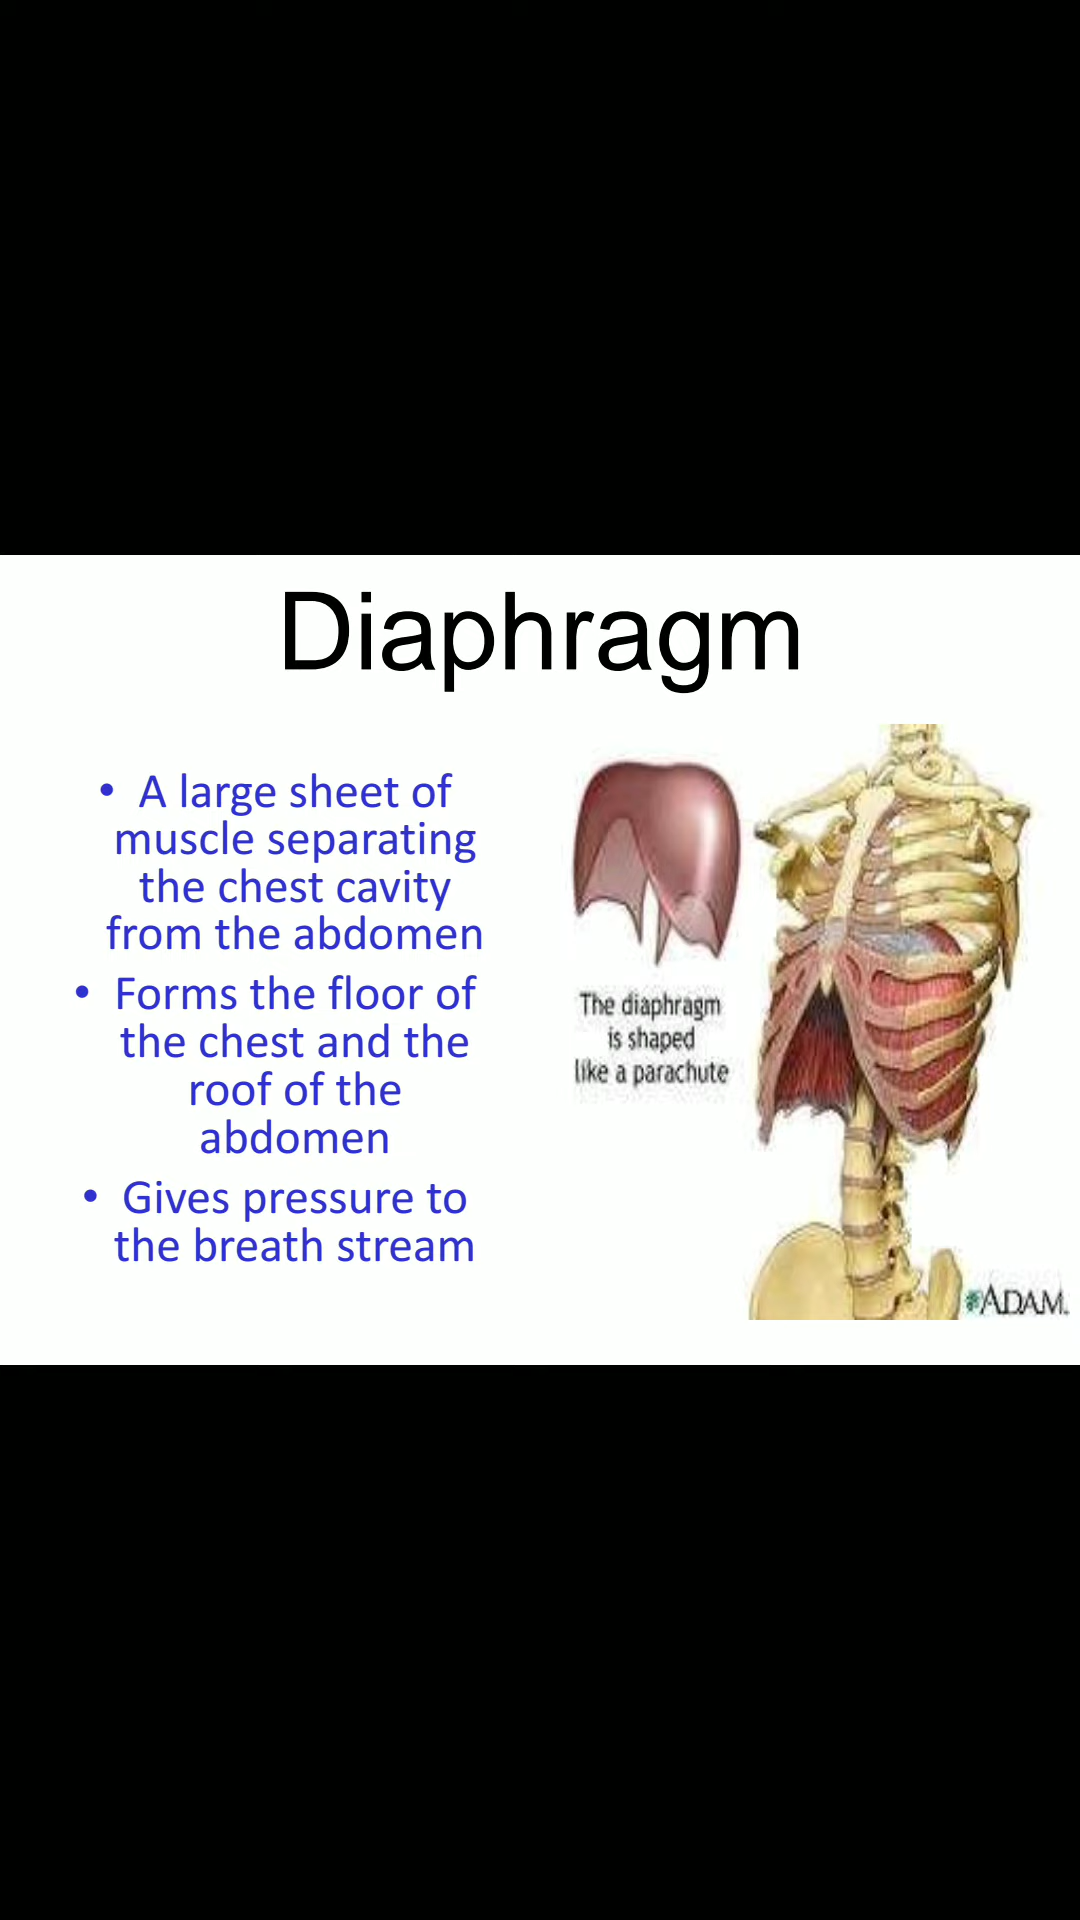 Diaphragm
• A large sheet of
muscle separating
the chest cavity
from the abdomen
• Forms the floor of
the chest and the
roof of the
abdomen
• Gives pressure to
the breath stream
The diaphragm
is shaped
like a parachute
ADAM.